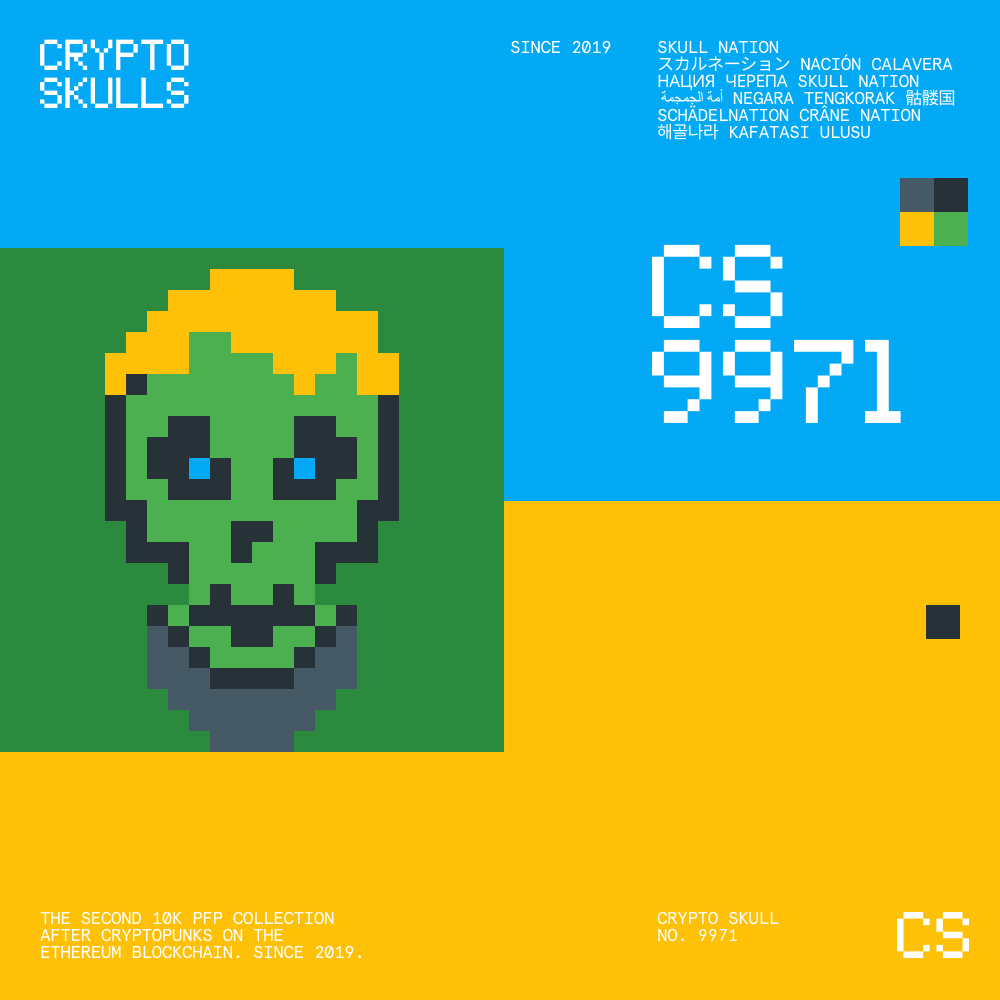 CRYPTO
SKULLS
SINCE 2019
SKULL NATION
スカルネーション NACIÓN CALAVERA
НАЦИЯ ЧЕРЕПА SKULL NATION
أمة الجمجمة NEGARA TENGKORAK 骷髅国
SCHÄDELNATION CRÂNE NATION
해골나라 KAFATASI ULUSU
CS
9971
THE SECOND 10K PFP COLLECTION
AFTER CRYPTOPUNKS ON THE
ETHEREUM BLOCKCHAIN. SINCE 2019.
CRYPTO SKULL
NO. 9971
CS